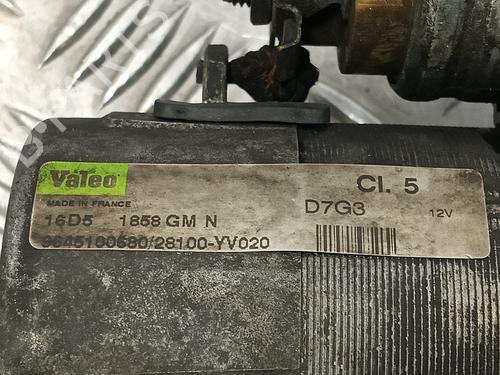 Valeo
Cl. 5
MADE IN FRANCE
D7G3
12V
16D5 1858 GM N
9645100680/28100-YV020